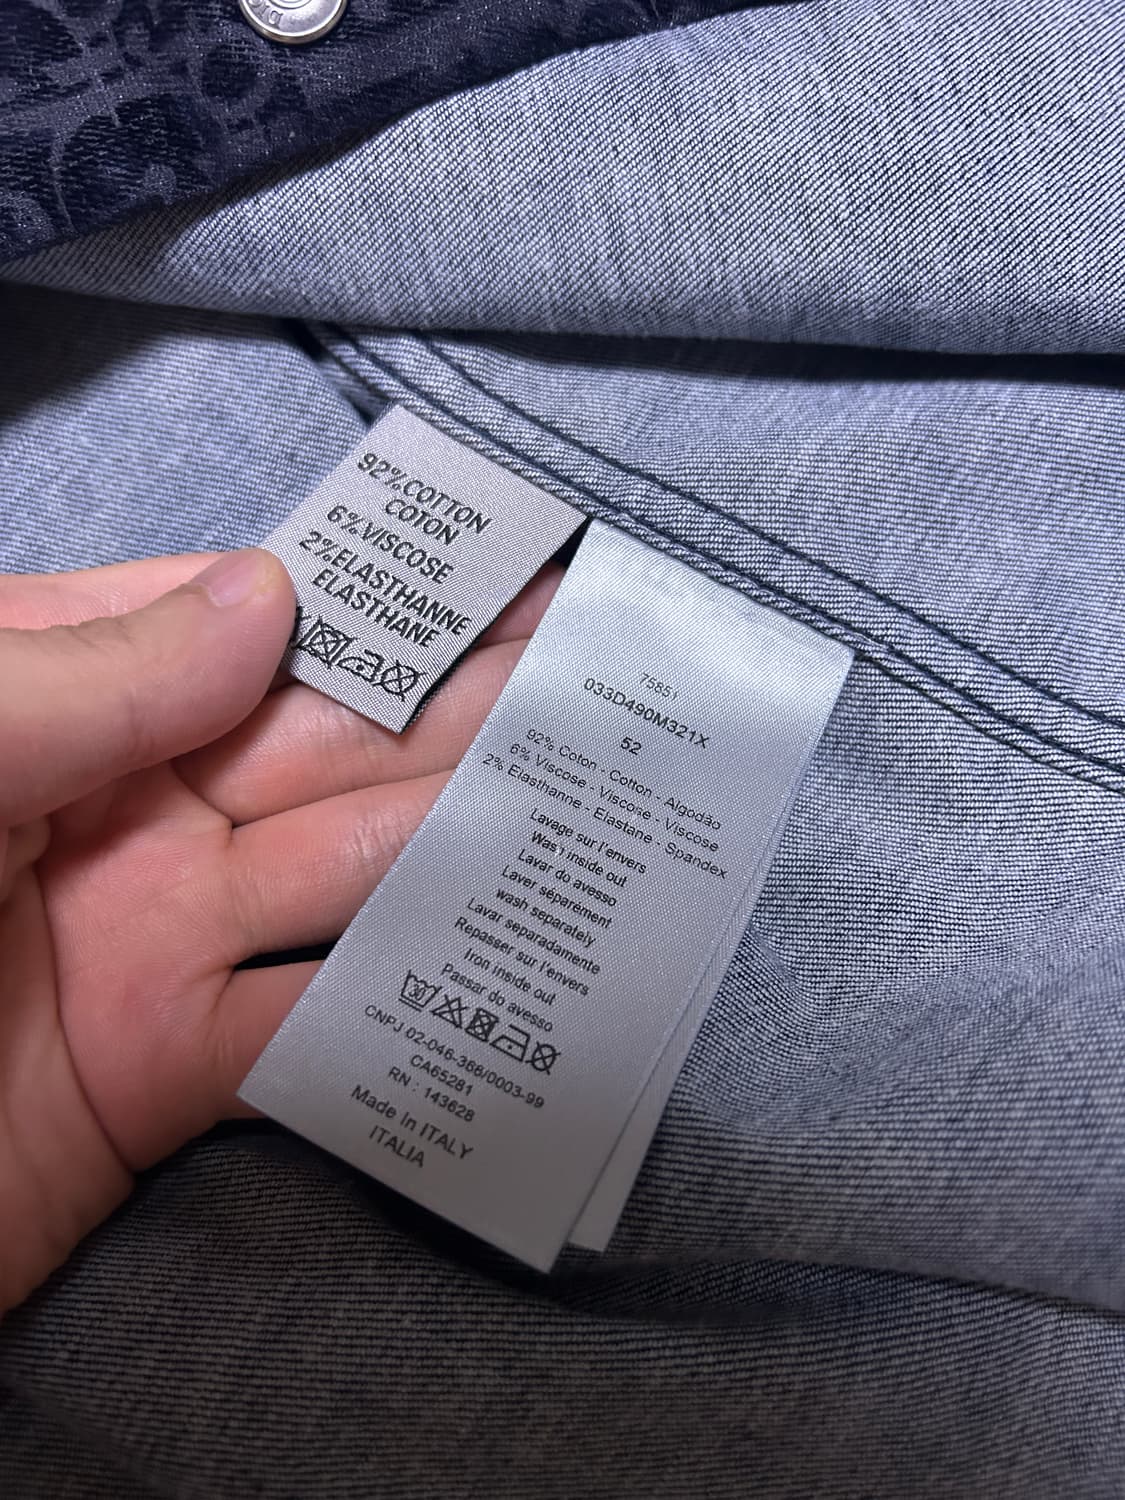 92%COTTON
COTON
6%VISCOSE
2%ELASTHANNE
ELASTHANE
75851
033D490M321X
52
92% Coton - Cotton - Algodão
6% Viscose - Viscose - Viscose
2% Elasthanne - Elastane - Spandex
Lavage sur l'envers
Wash inside out
Lavar do avesso
Laver séparément
wash separately
Lavar separadamente
Repasser sur l'envers
Iron inside out
Passar do avesso
30
CNPJ 02-046-366/0003-99
CA65281
RN : 143628
Made In ITALY
ITALIA